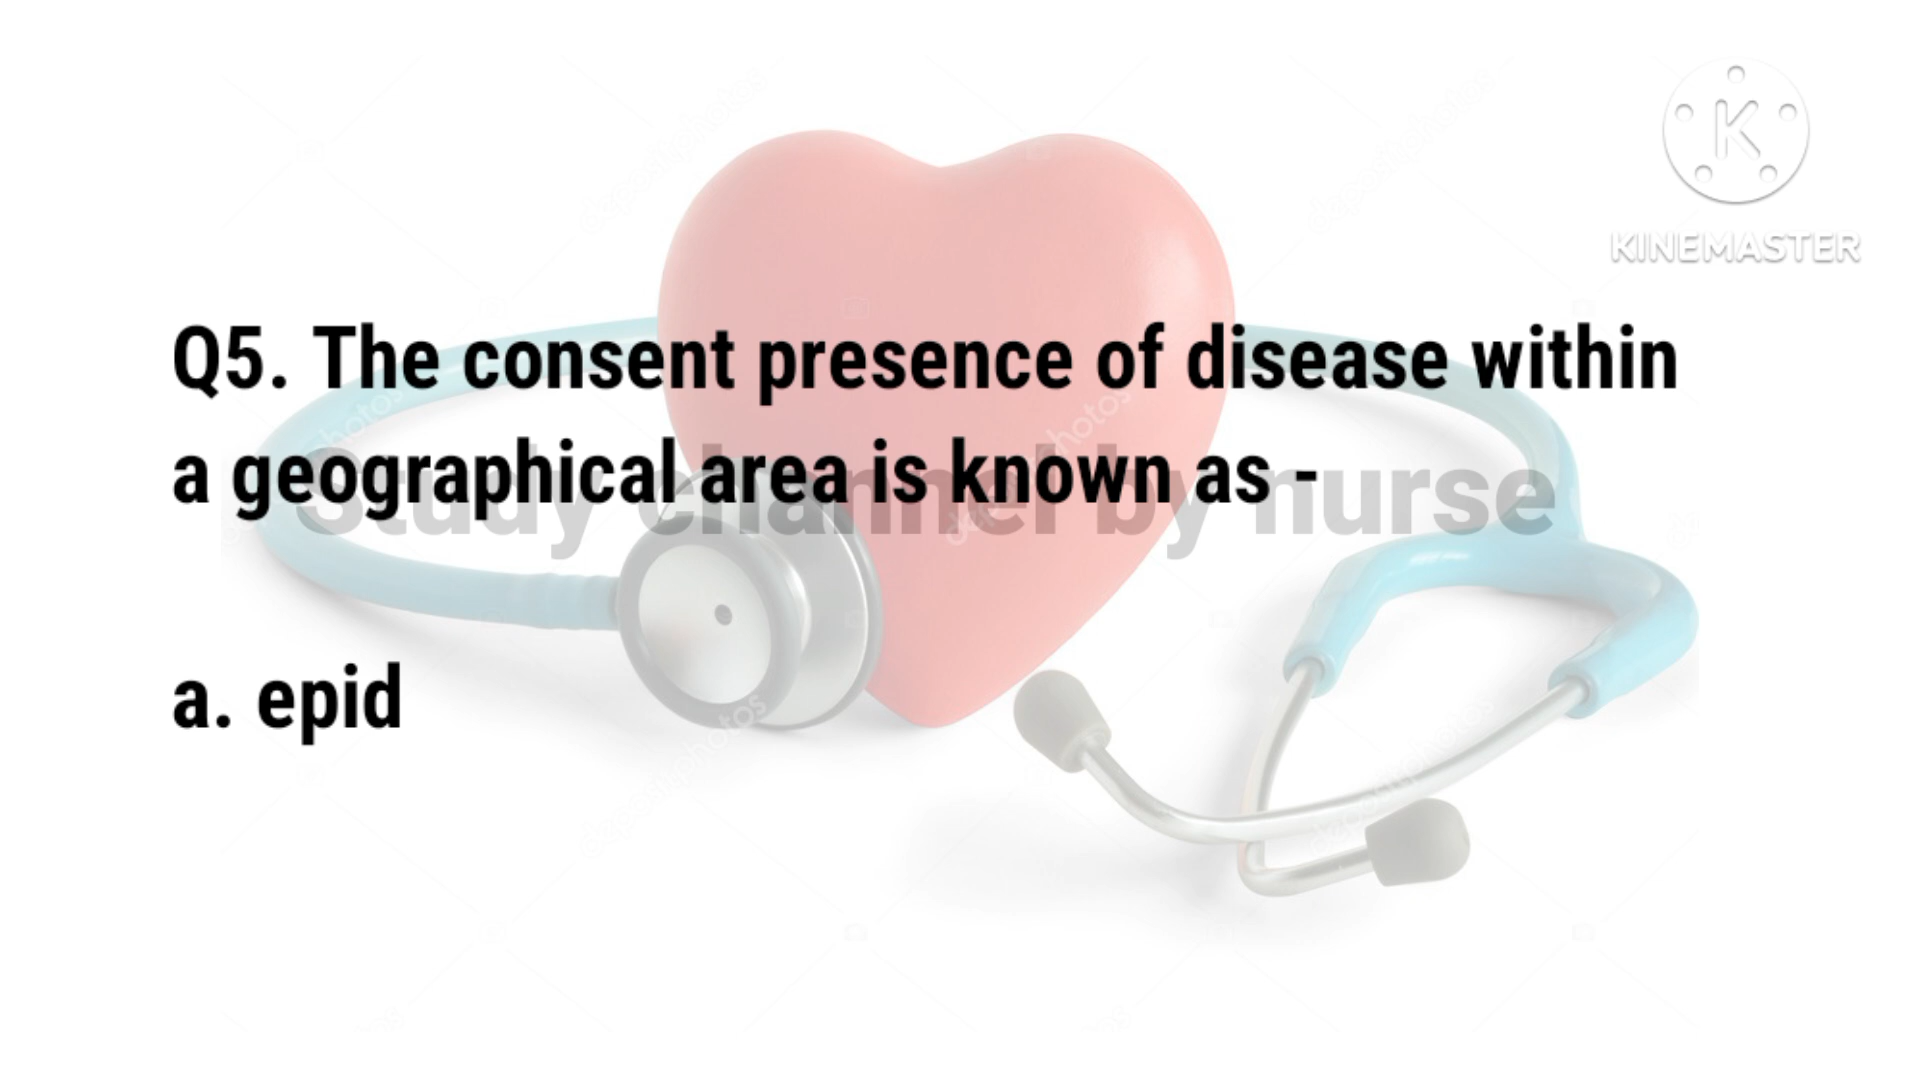 KINEMASTER
Q5. The consent presence of disease within
a geographical area is known as -
Study channel by nurse
a. epid